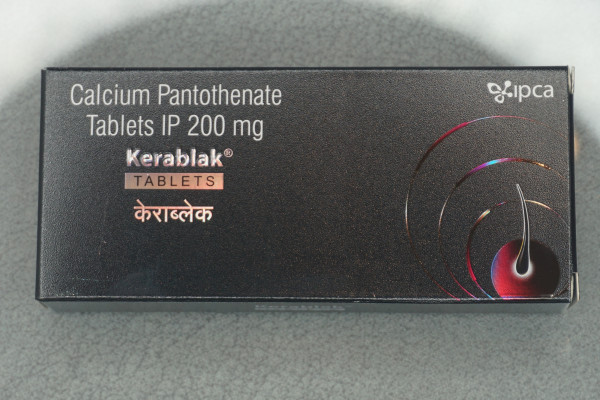 Calcium Pantothenate
Tablets IP 200 mg
ipca
Kerablak®
TABLETS
केराब्लेक